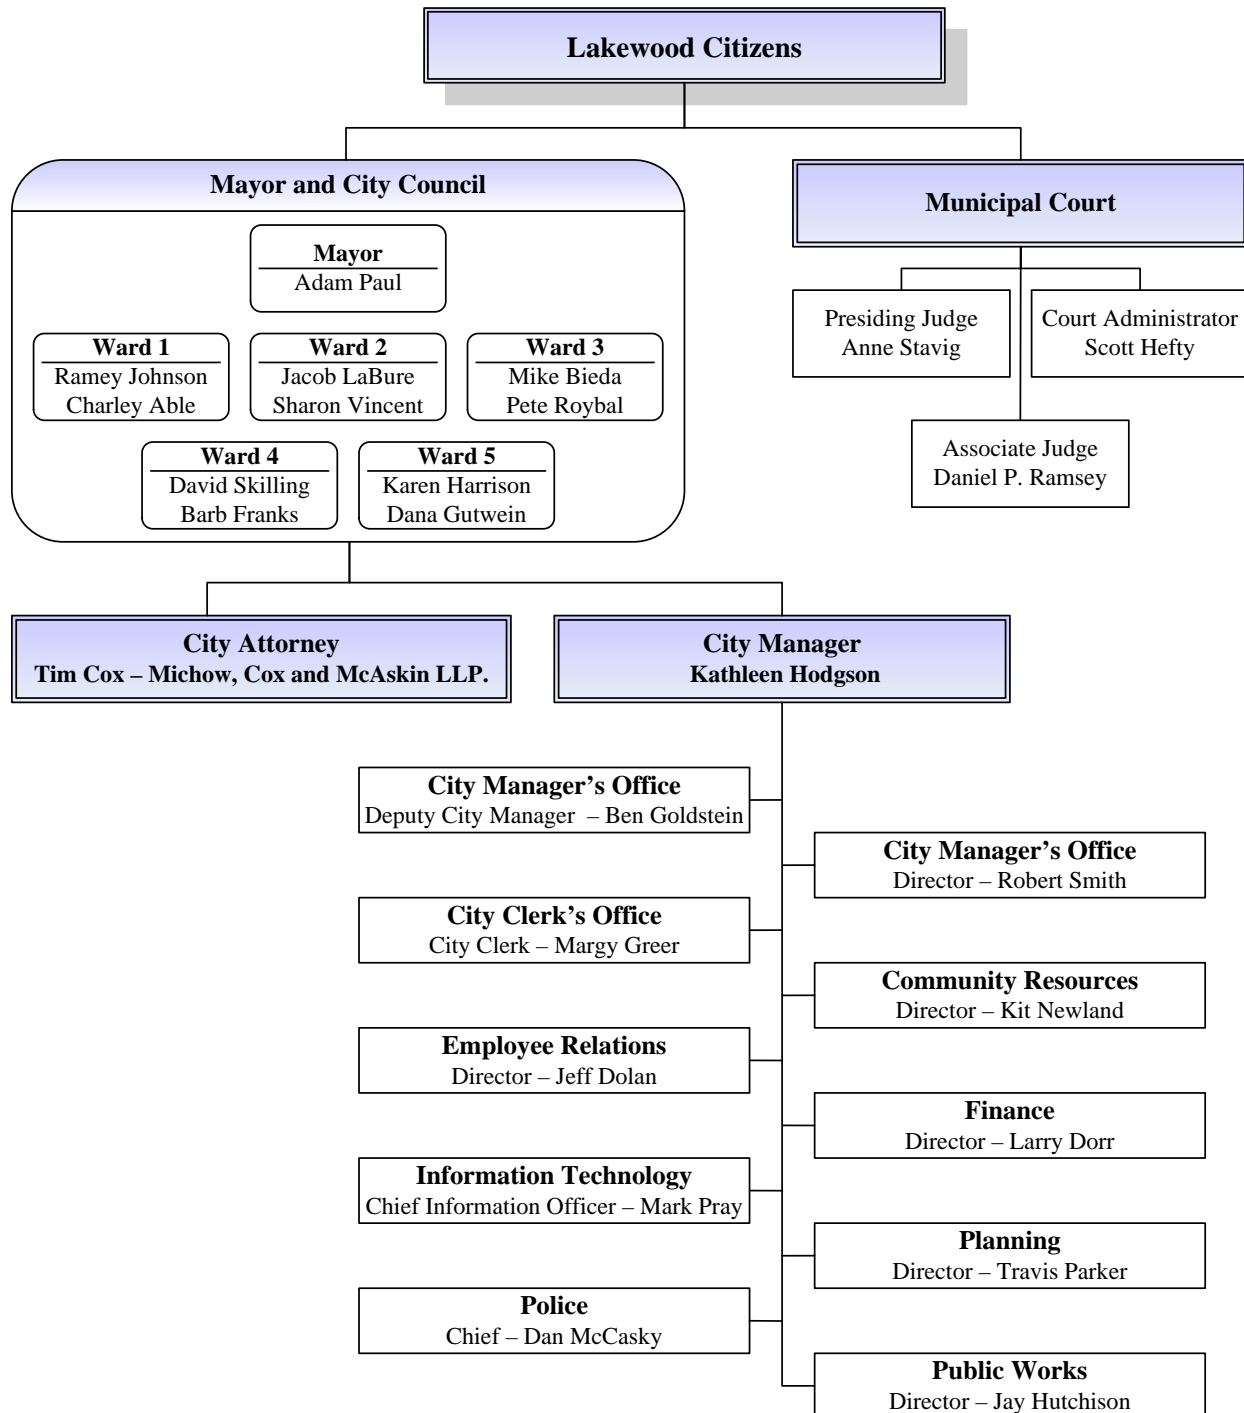 Lakewood Citizens
Mayor and City Council
Mayor
Adam Paul
Ward 1
Ramey Johnson
Charley Able
Ward 2
Jacob LaBure
Sharon Vincent
Ward 3
Mike Bieda
Pete Roybal
Ward 4
David Skilling
Barb Franks
Ward 5
Karen Harrison
Dana Gutwein
Municipal Court
Presiding Judge
Anne Stavig
Court Administrator
Scott Hefty
Associate Judge
Daniel P. Ramsey
City Attorney
Tim Cox – Michow, Cox and McAskin LLP.
City Manager
Kathleen Hodgson
City Manager’s Office
Deputy City Manager – Ben Goldstein
City Manager’s Office
Director – Robert Smith
City Clerk’s Office
City Clerk – Margy Greer
Community Resources
Director – Kit Newland
Employee Relations
Director – Jeff Dolan
Finance
Director – Larry Dorr
Information Technology
Chief Information Officer – Mark Pray
Planning
Director – Travis Parker
Police
Chief – Dan McCasky
Public Works
Director – Jay Hutchison